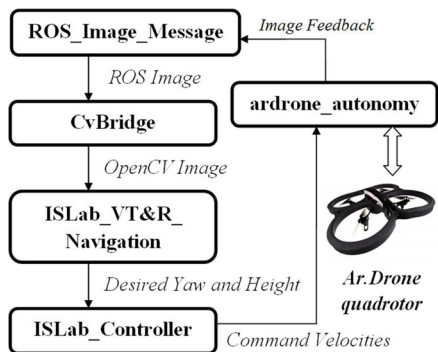 Image Feedback
ROS_Image_Message
ROS Image
ardrone_autonomy
CvBridge
OpenCV Image
ISLab_VT&R_
Navigation
Ar.Drone
quadrotor
Desired Yaw and Height
ISLab_Controller
Command Velocities